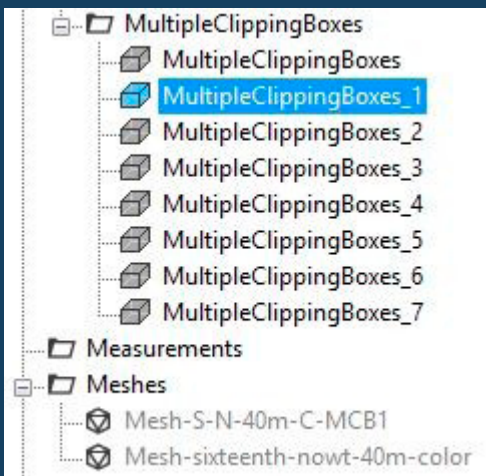 MultipleClippingBoxes
MultipleClippingBoxes
MultipleClippingBoxes_1
MultipleClippingBoxes_2
MultipleClippingBoxes_3
MultipleClippingBoxes_4
MultipleClippingBoxes_5
MultipleClippingBoxes_6
MultipleClippingBoxes_7
Measurements
Meshes
Mesh-S-N-40m-C-MCB1
Mesh-sixteenth-nowt-40m-color